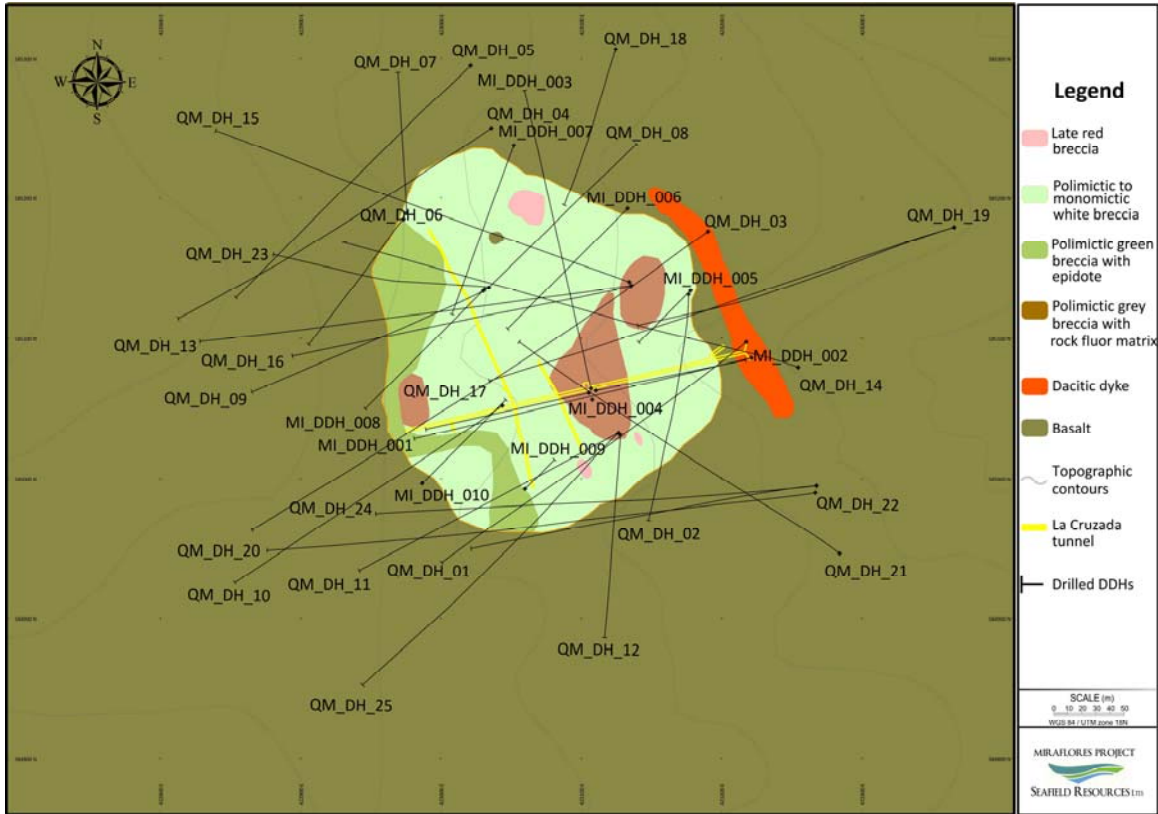 N
W
E
S
QM_DH_18
QM_DH_05
QM_DH_07
MI_DDH_003
QM_DH_04
QM_DH_15
MI_DDH_007
QM_DH_08
MI_DDH_006
QM_DH_06
QM_DH_03
QM_DH_19
QM_DH_23
MI_DDH_005
QM_DH_13
QM_DH_16
MI_DDH_002
QM_DH_14
QM_DH_09
QM_DH_17
MI_DDH_004
MI_DDH_008
MI_DDH_001
MI_DDH_009
MI_DDH_010
QM_DH_24
QM_DH_22
QM_DH_02
QM_DH_20
QM_DH_21
QM_DH_01
QM_DH_11
QM_DH_10
QM_DH_12
QM_DH_25
Legend
Late red
breccia
Polimictic to
monomictic
white breccia
Polimictic green
breccia with
epidote
Polimictic grey
breccia with
rock fluor matrix
Dacitic dyke
Basalt
Topographic
contours
La Cruzada
tunnel
Drilled DDHs
SCALE (m)
0 10 20 30 40 50
WGS 84 / UTM zone 18N
MIRAFLORES PROJECT
SEAFIELD RESOURCES LTD.